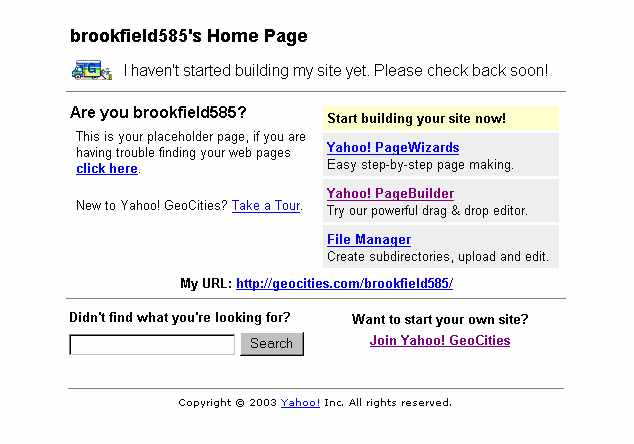 brookfield585's Home Page
G
I haven't started building my site yet. Please check back soon!
Are you brookfield585?
This is your placeholder page, if you are
having trouble finding your web pages
click here.
New to Yahoo! GeoCities? Take a Tour.
Start building your site now!
Yahoo! PageWizards
Easy step-by-step page making.
Yahoo! PageBuilder
Try our powerful drag & drop editor.
File Manager
Create subdirectories, upload and edit.
My URL: http://geocities.com/brookfield585/
Didn't find what you're looking for?
Search
Want to start your own site?
Join Yahoo! GeoCities
Copyright © 2003 Yahoo! Inc. All rights reserved.